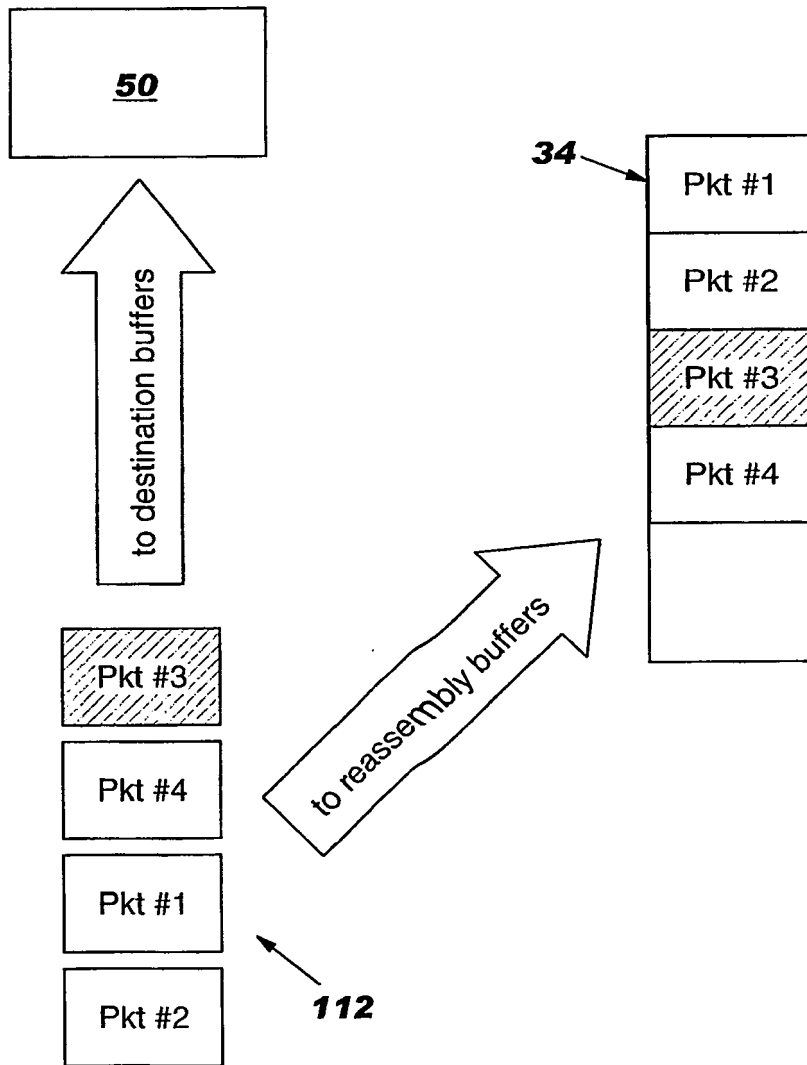 50
to destination buffers
34
Pkt #1
Pkt #2
Pkt #3
Pkt #4
to reassembly buffers
Pkt #3
Pkt #4
Pkt #1
Pkt #2
112